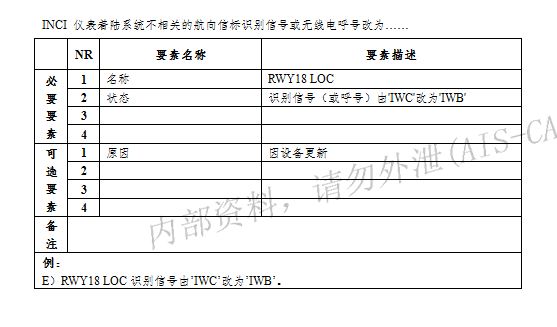 INCI 仪表着陆系统不相关的航向信标识别信号或无线电呼号改为……
NR 要素名称 要素描述
必要要素
1 名称 RWY18 LOC
2 状态 识别信号（或呼号）由'IWC'改为'IWB'
3
4
可选要素
1 原因 因设备更新
2
3
4
备注
例：
E）RWY18 LOC 识别信号由'IWC'改为'IWB'。
内部资料，请勿外泄(AIS-CA